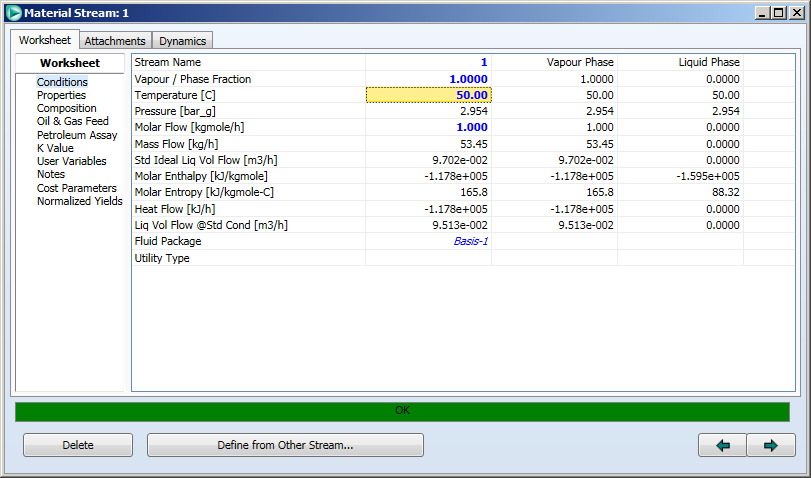 Material Stream: 1
Worksheet Attachments Dynamics
Worksheet
Conditions
Properties
Composition
Oil & Gas Feed
Petroleum Assay
K Value
User Variables
Notes
Cost Parameters
Normalized Yields
Stream Name 1 Vapour Phase Liquid Phase
Vapour / Phase Fraction 1.0000 1.0000 0.0000
Temperature [C] 50.00 50.00 50.00
Pressure [bar_g] 2.954 2.954 2.954
Molar Flow [kgmole/h] 1.000 1.000 0.0000
Mass Flow [kg/h] 53.45 53.45 0.0000
Std Ideal Liq Vol Flow [m3/h] 9.702e-002 9.702e-002 0.0000
Molar Enthalpy [kJ/kgmole] -1.178e+005 -1.178e+005 -1.595e+005
Molar Entropy [kJ/kgmole-C] 165.8 165.8 88.32
Heat Flow [kJ/h] -1.178e+005 -1.178e+005 0.0000
Liq Vol Flow @Std Cond [m3/h] 9.513e-002 9.513e-002 0.0000
Fluid Package Basis-1
Utility Type
OK
Delete Define from Other Stream...